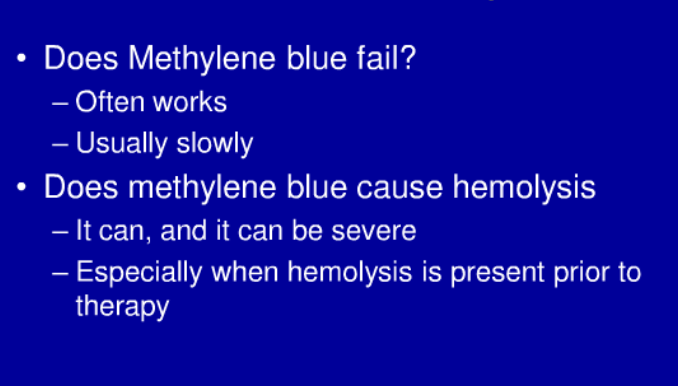 • Does Methylene blue fail?
– Often works
– Usually slowly
• Does methylene blue cause hemolysis
– It can, and it can be severe
– Especially when hemolysis is present prior to
therapy